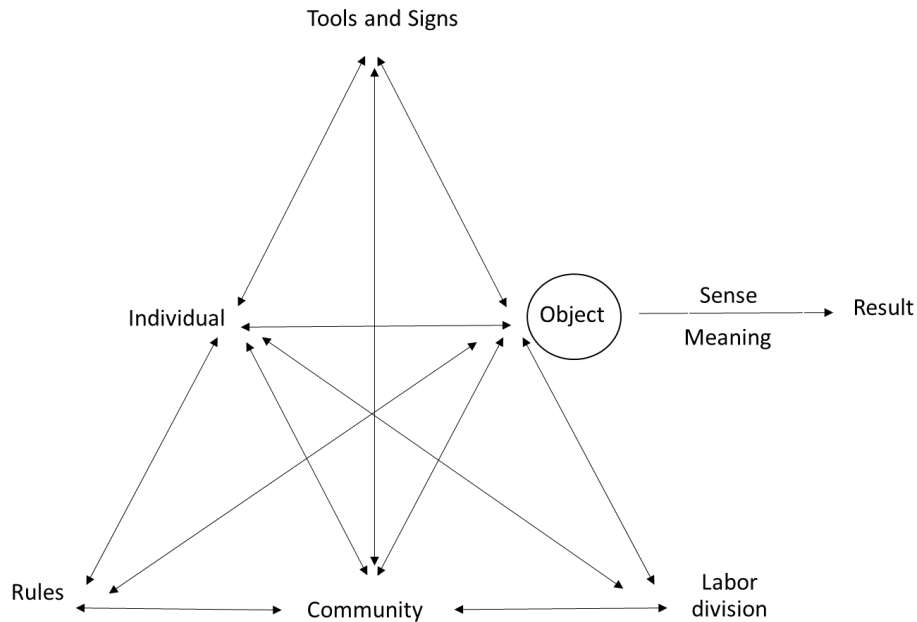 Tools and Signs
Individual
Object
Sense
Meaning
Result
Rules
Community
Labor
division